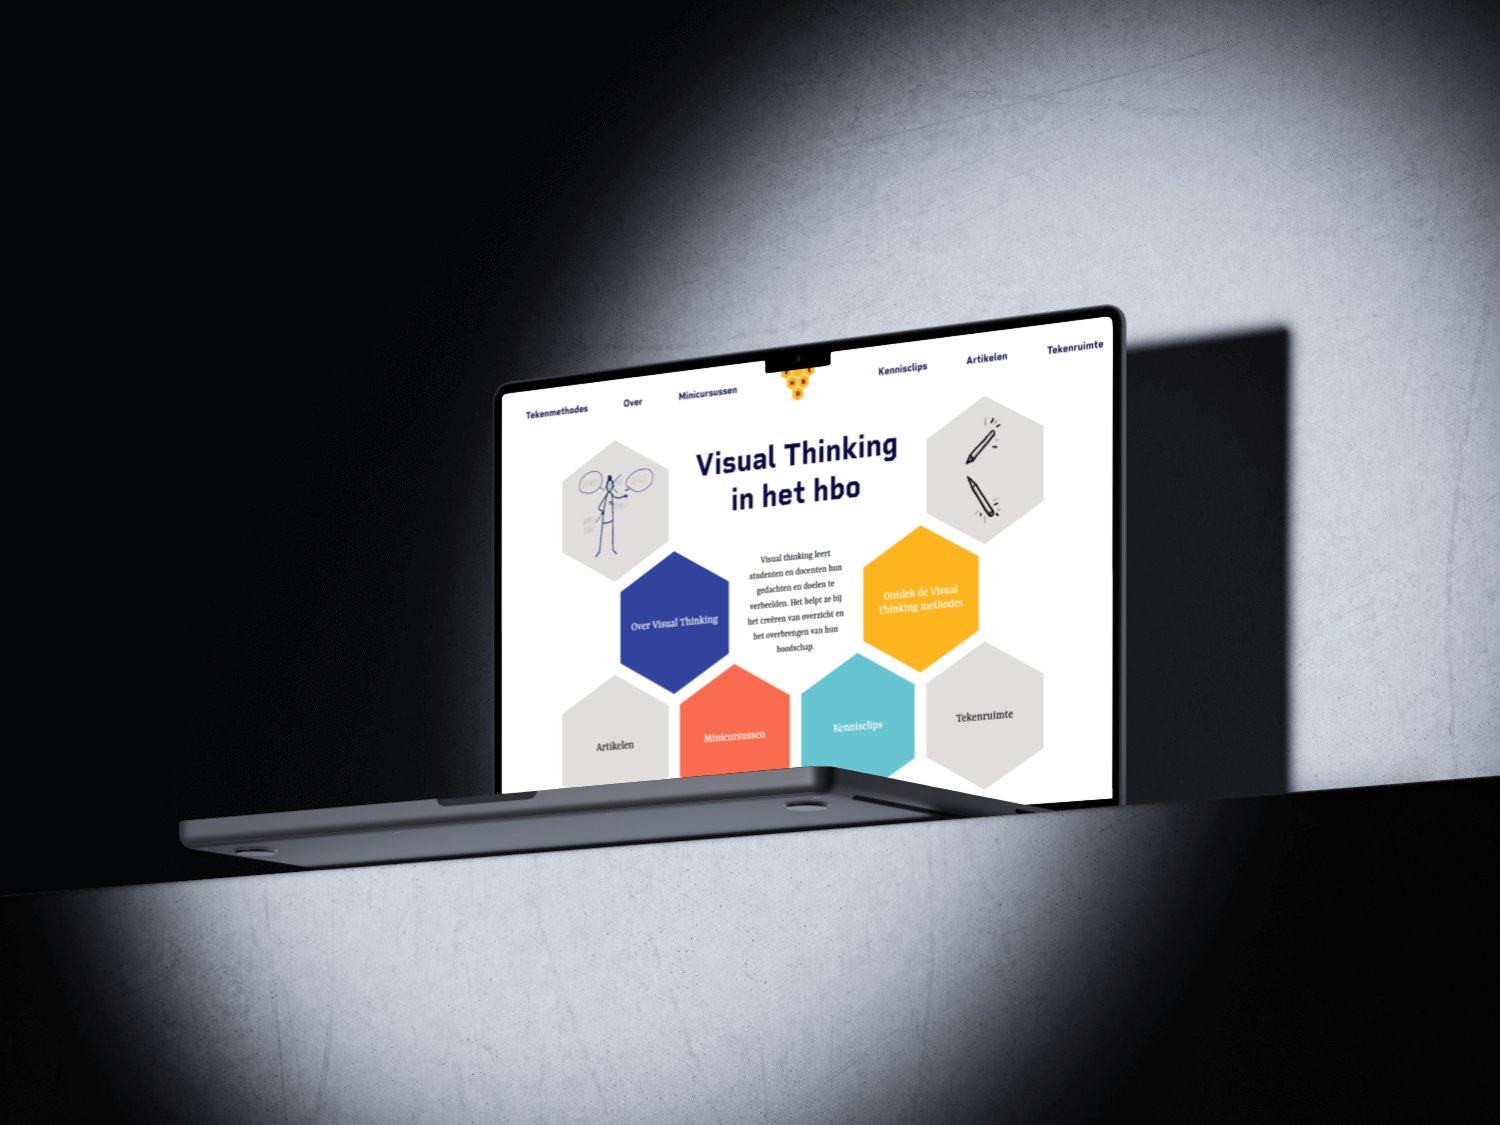 Tekenmethodes
Over
Minicursussen
Kennisclips
Artikelen
Tekenruimte
Visual Thinking
in het hbo
Visual thinking leert
studenten en docenten hun
gedachten en doelen te
verbeelden. Het helpt ze bij
het creëren van overzicht en
het overbrengen van hun
boodschap.
Over Visual Thinking
Ontdek de Visual
Thinking methodes
Artikelen
Minicursussen
Kennisclips
Tekenruimte